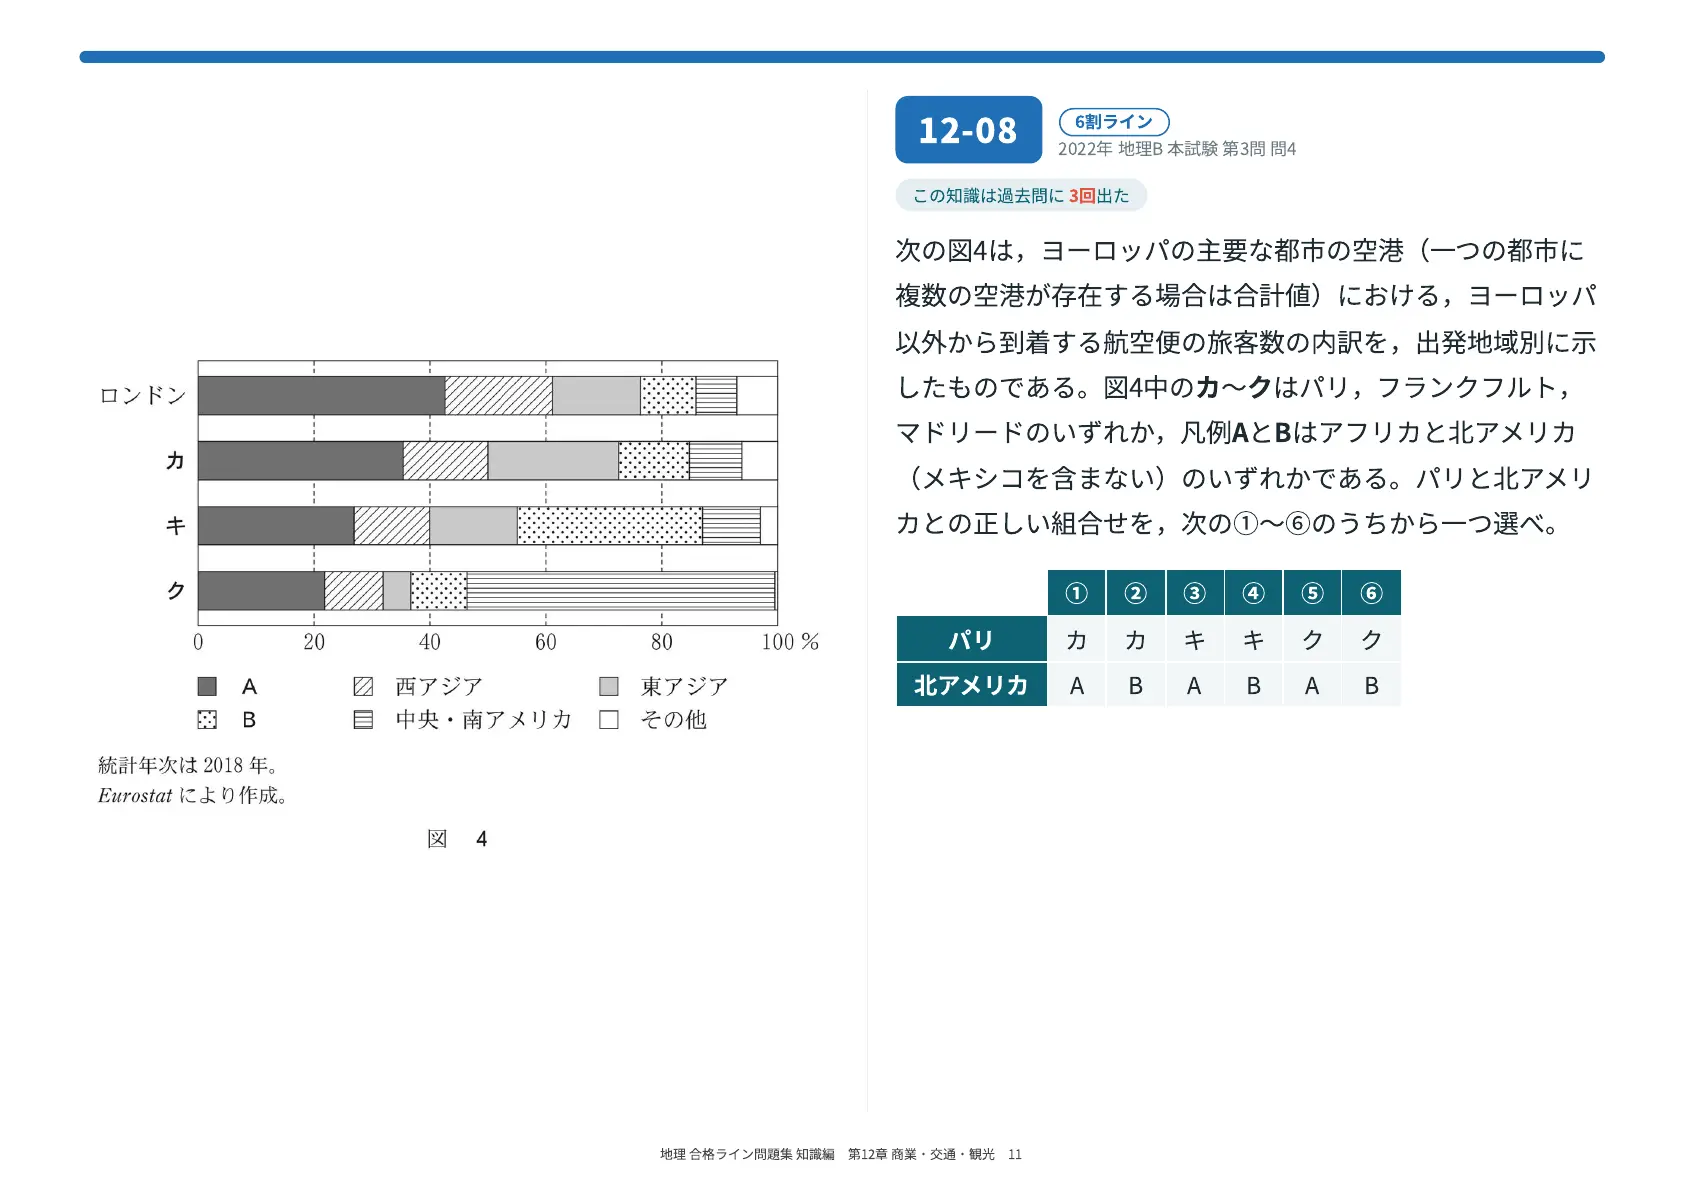 ロンドン
カ
キ
ク
0 20 40 60 80 100 %
A 西アジア 東アジア
B 中央・南アメリカ その他
統計年次は 2018 年。
Eurostat により作成。
図 4
12-08
6割ライン
2022年 地理B 本試験 第3問 問4
この知識は過去問に 3回出た
次の図4は，ヨーロッパの主要な都市の空港（一つの都市に
複数の空港が存在する場合は合計値）における，ヨーロッパ
以外から到着する航空便の旅客数の内訳を，出発地域別に示
したものである。図4中のカ〜クはパリ，フランクフルト，
マドリードのいずれか，凡例AとBはアフリカと北アメリカ
（メキシコを含まない）のいずれかである。パリと北アメリ
カとの正しい組合せを，次の①〜⑥のうちから一つ選べ。
① ② ③ ④ ⑤ ⑥
パリ カ カ キ キ ク ク
北アメリカ A B A B A B
地理 合格ライン問題集 知識編 第12章 商業・交通・観光 11